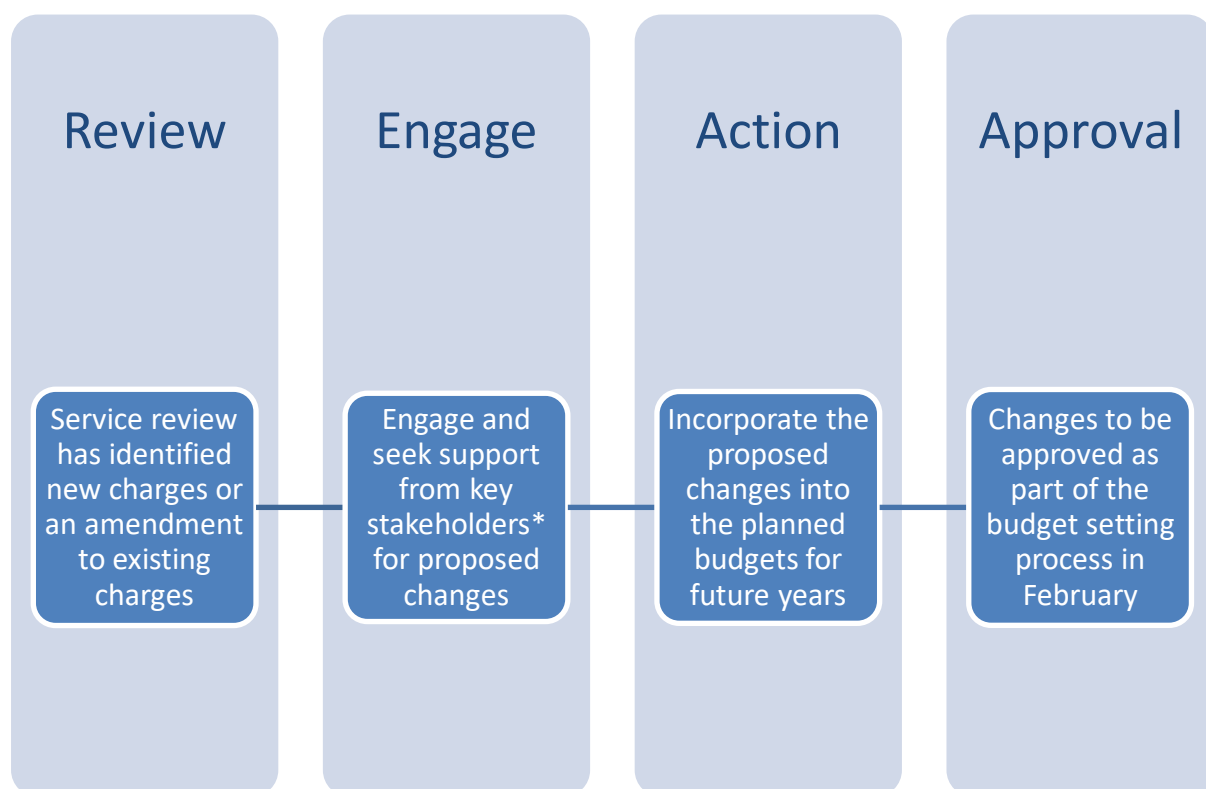 Review
Service review
has identified
new charges or
an amendment
to existing
charges
Engage
Engage and
seek support
from key
stakeholders*
for proposed
changes
Action
Incorporate the
proposed
changes into
the planned
budgets for
future years
Approval
Changes to be
approved as
part of the
budget setting
process in
February